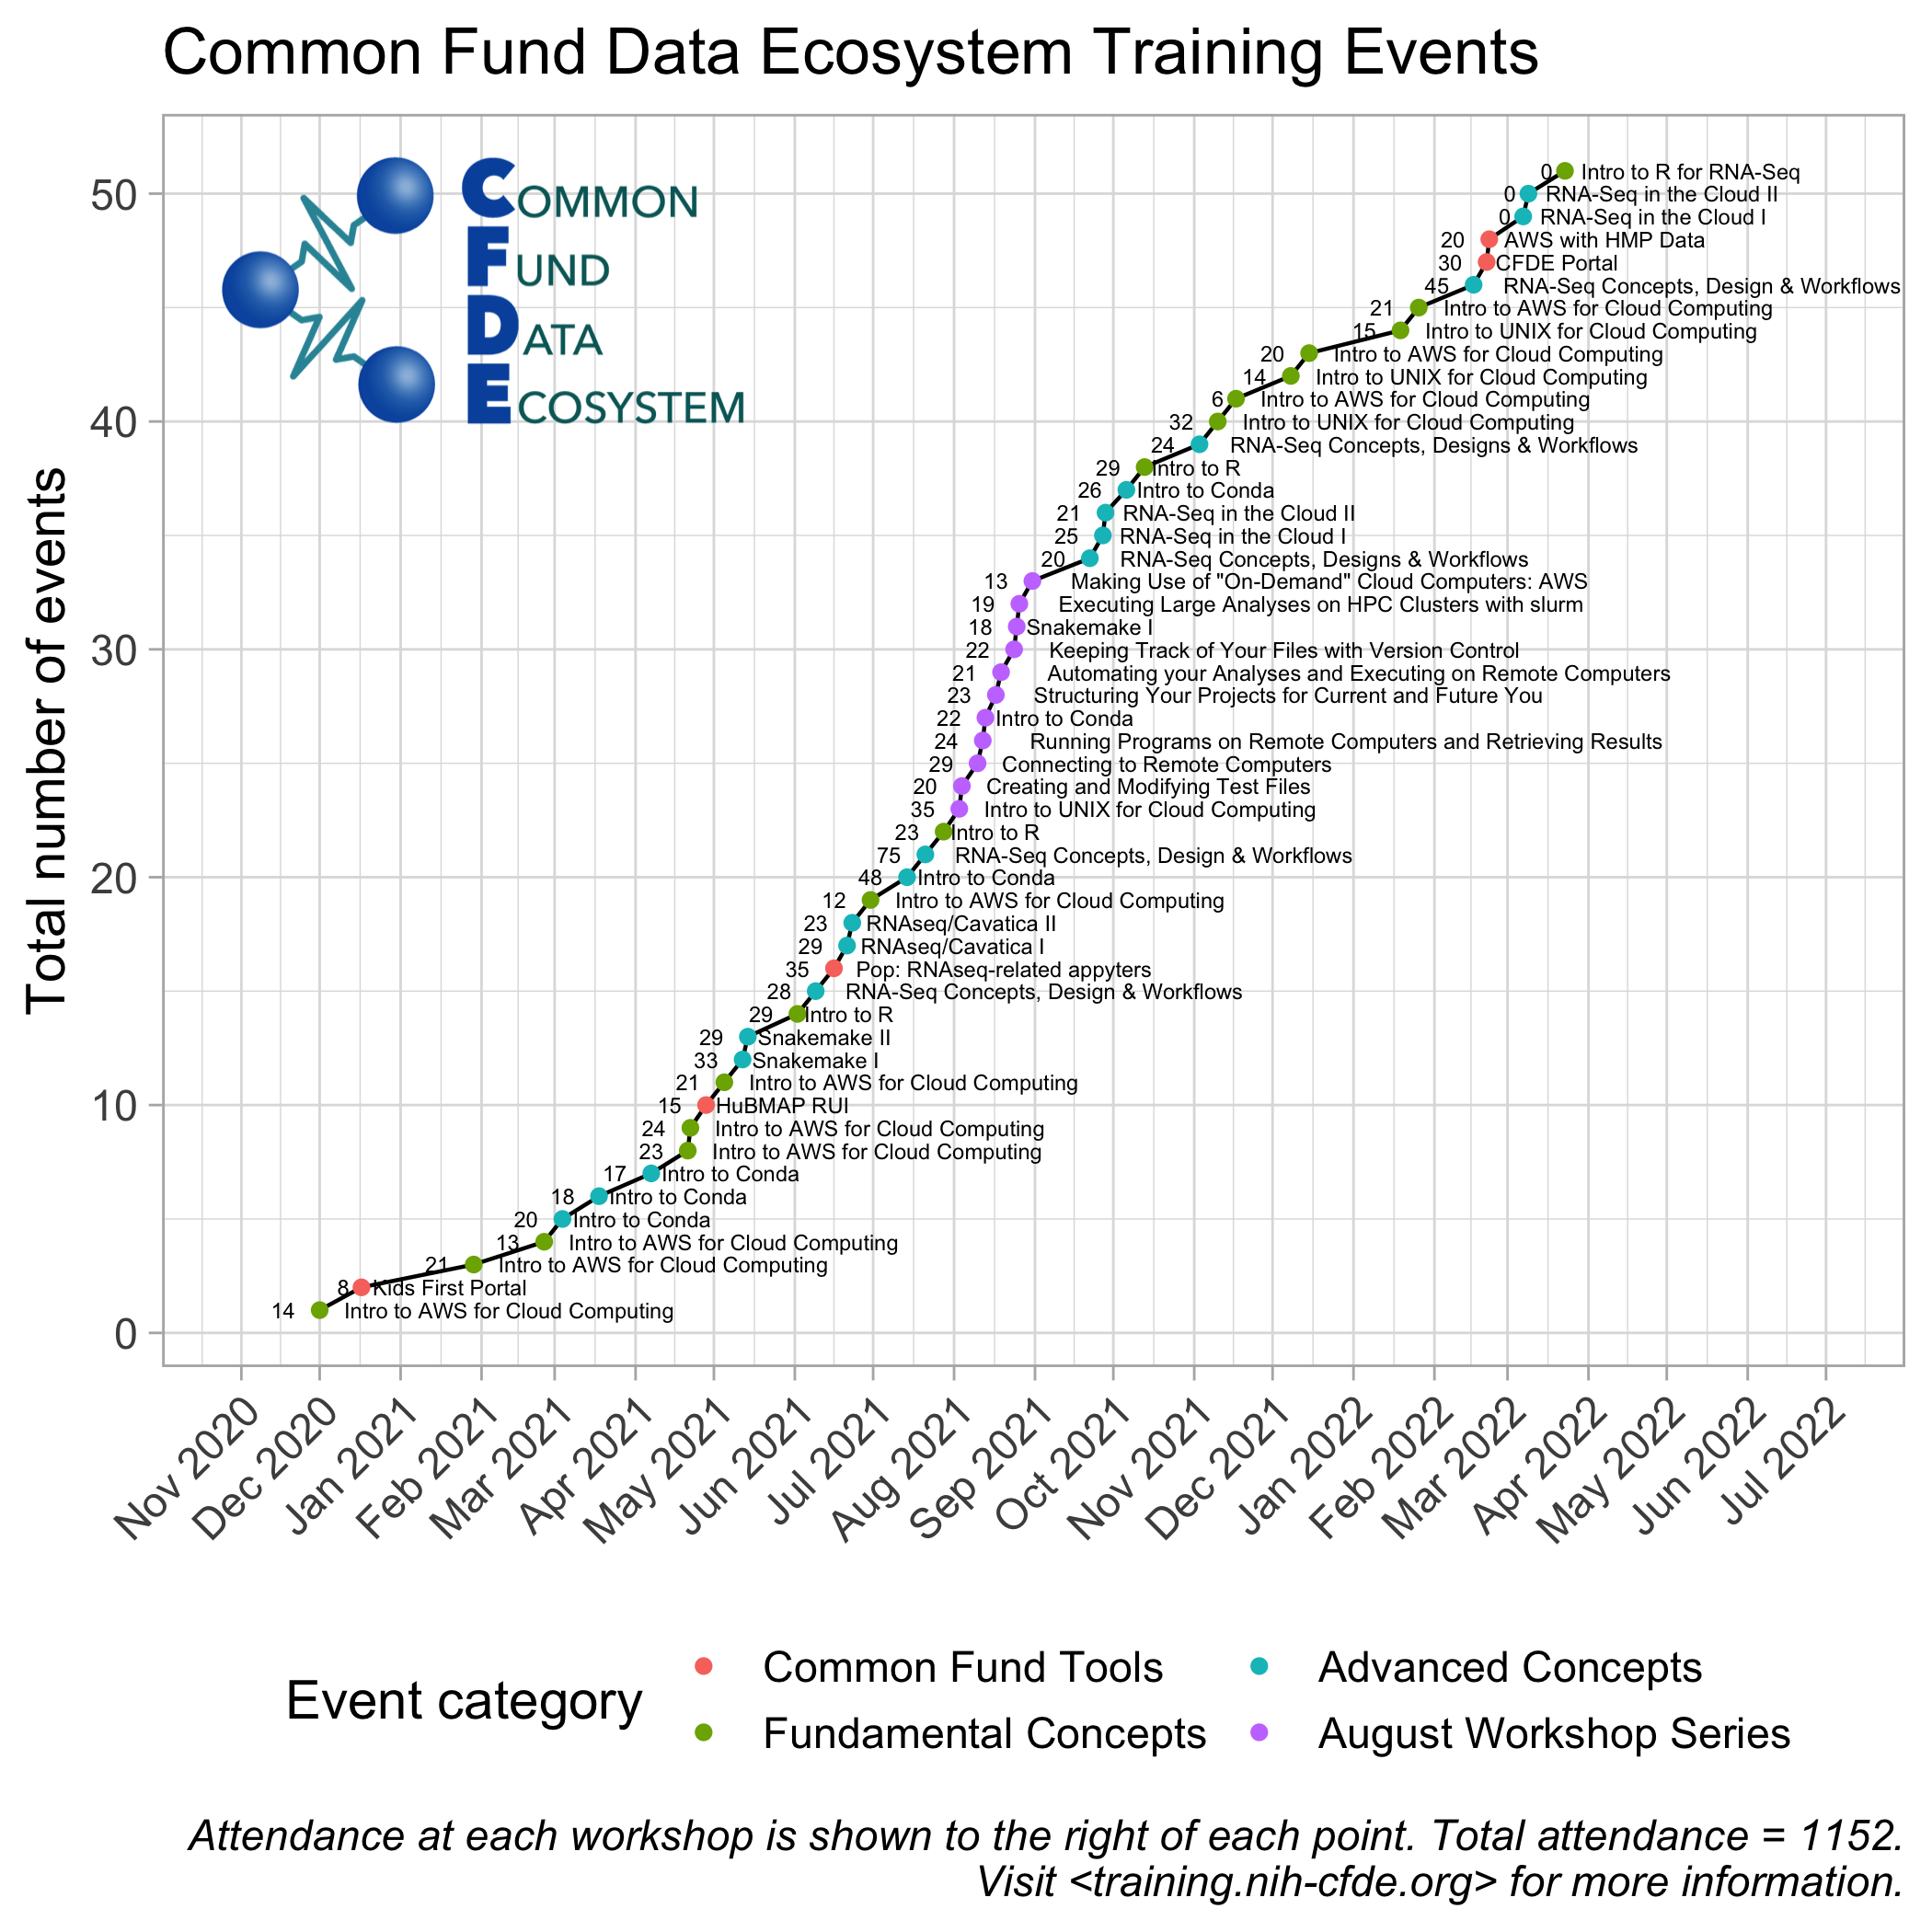 Common Fund Data Ecosystem Training Events
COMMON
FUND
DATA
ECOSYSTEM
Total number of events
50
40
30
20
10
0
0 Intro to R for RNA-Seq
0 RNA-Seq in the Cloud II
0 RNA-Seq in the Cloud I
20 AWS with HMP Data
30 CFDE Portal
45 RNA-Seq Concepts, Design & Workflows
21 Intro to AWS for Cloud Computing
15 Intro to UNIX for Cloud Computing
20 Intro to AWS for Cloud Computing
14 Intro to UNIX for Cloud Computing
6 Intro to AWS for Cloud Computing
32 Intro to UNIX for Cloud Computing
24 RNA-Seq Concepts, Designs & Workflows
29 Intro to R
26 Intro to Conda
21 RNA-Seq in the Cloud II
25 RNA-Seq in the Cloud I
20 RNA-Seq Concepts, Designs & Workflows
13 Making Use of "On-Demand" Cloud Computers: AWS
19 Executing Large Analyses on HPC Clusters with slurm
18 Snakemake I
22 Keeping Track of Your Files with Version Control
21 Automating your Analyses and Executing on Remote Computers
23 Structuring Your Projects for Current and Future You
22 Intro to Conda
24 Running Programs on Remote Computers and Retrieving Results
29 Connecting to Remote Computers
20 Creating and Modifying Test Files
35 Intro to UNIX for Cloud Computing
23 Intro to R
75 RNA-Seq Concepts, Design & Workflows
48 Intro to Conda
12 Intro to AWS for Cloud Computing
23 RNAseq/Cavatica II
29 RNAseq/Cavatica I
35 Pop: RNAseq-related appyters
28 RNA-Seq Concepts, Design & Workflows
29 Intro to R
29 Snakemake II
33 Snakemake I
21 Intro to AWS for Cloud Computing
15 HuBMAP RUI
24 Intro to AWS for Cloud Computing
23 Intro to AWS for Cloud Computing
17 Intro to Conda
18 Intro to Conda
20 Intro to Conda
13 Intro to AWS for Cloud Computing
21 Intro to AWS for Cloud Computing
8 Kids First Portal
14 Intro to AWS for Cloud Computing
Nov 2020
Dec 2020
Jan 2021
Feb 2021
Mar 2021
Apr 2021
May 2021
Jun 2021
Jul 2021
Aug 2021
Sep 2021
Oct 2021
Nov 2021
Dec 2021
Jan 2022
Feb 2022
Mar 2022
Apr 2022
May 2022
Jun 2022
Jul 2022
Event category
Common Fund Tools
Fundamental Concepts
Advanced Concepts
August Workshop Series
Attendance at each workshop is shown to the right of each point. Total attendance = 1152.
Visit <training.nih-cfde.org> for more information.